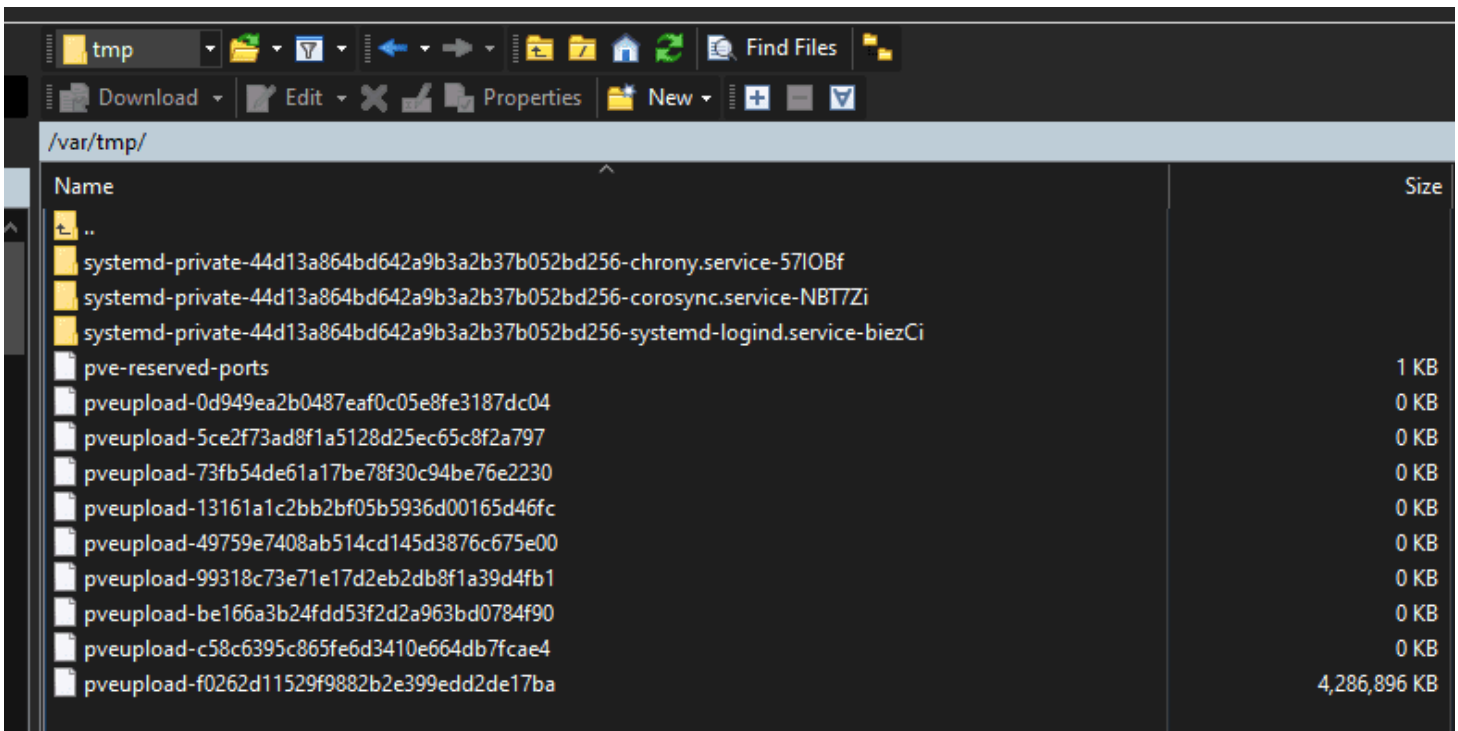 tmp Find Files
Download Edit Properties New
/var/tmp/
Name Size
..
systemd-private-44d13a864bd642a9b3a2b37b052bd256-chrony.service-57IOBf
systemd-private-44d13a864bd642a9b3a2b37b052bd256-corosync.service-NBT7Zi
systemd-private-44d13a864bd642a9b3a2b37b052bd256-systemd-logind.service-biezCi
pve-reserved-ports 1 KB
pveupload-0d949ea2b0487eaf0c05e8fe3187dc04 0 KB
pveupload-5ce2f73ad8f1a5128d25ec65c8f2a797 0 KB
pveupload-73fb54de61a17be78f30c94be76e2230 0 KB
pveupload-13161a1c2bb2bf05b5936d00165d46fc 0 KB
pveupload-49759e7408ab514cd145d3876c675e00 0 KB
pveupload-99318c73e71e17d2eb2db8f1a39d4fb1 0 KB
pveupload-be166a3b24fdd53f2d2a963bd0784f90 0 KB
pveupload-c58c6395c865fe6d3410e664db7fcae4 0 KB
pveupload-f0262d11529f9882b2e399edd2de17ba 4,286,896 KB